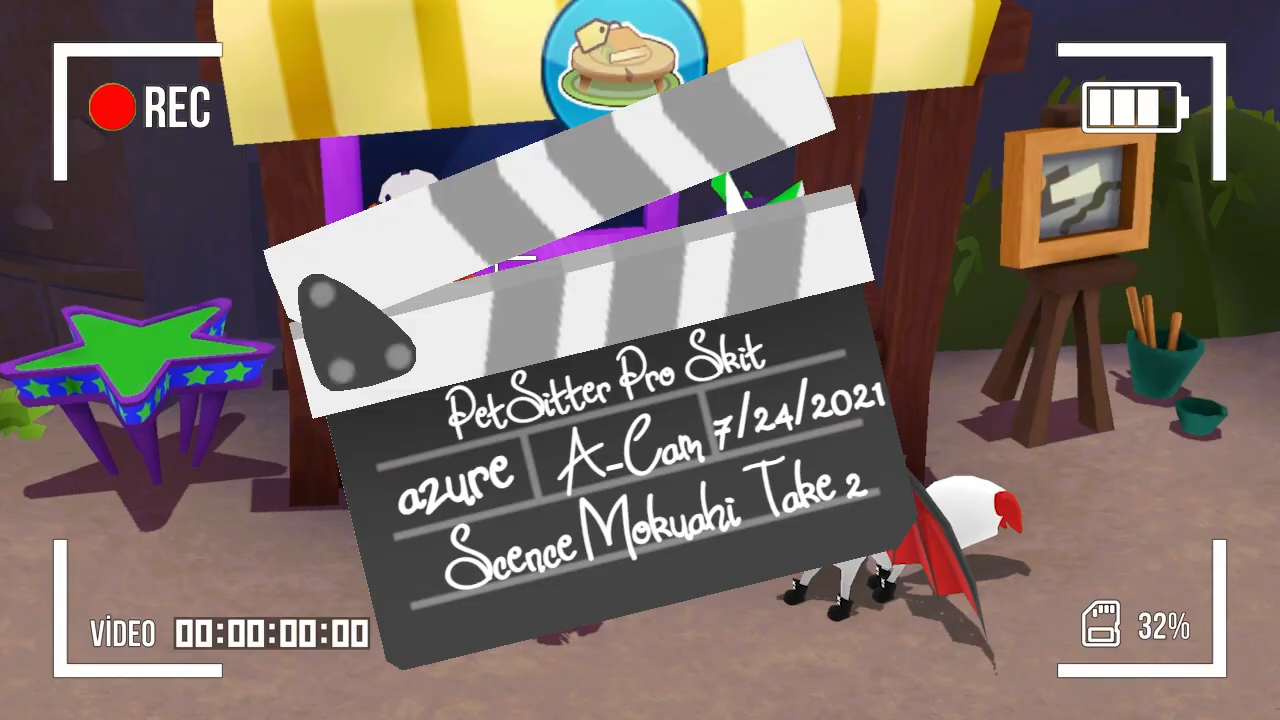 REC
PetSitter Pro Skit
azure A-Cam 7/24/2021
Scence Mokuahi Take 2
VİDEO 00:00:00:00
32%